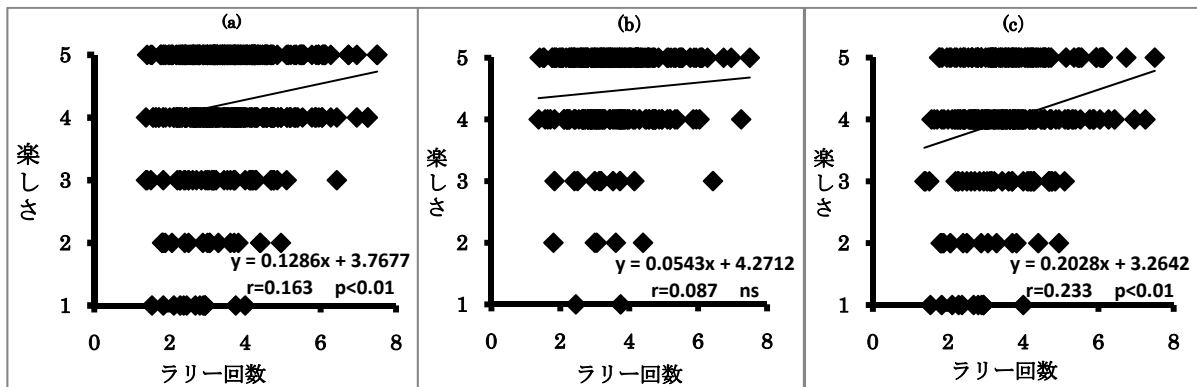 (a)
5
4
3
2
1
楽しさ
y = 0.1286x + 3.7677
r=0.163 p<0.01
0 2 4 6 8
ラリー回数
(b)
5
4
3
2
1
楽しさ
y = 0.0543x + 4.2712
r=0.087 ns
0 2 4 6 8
ラリー回数
(c)
5
4
3
2
1
楽しさ
y = 0.2028x + 3.2642
r=0.233 p<0.01
0 2 4 6 8
ラリー回数